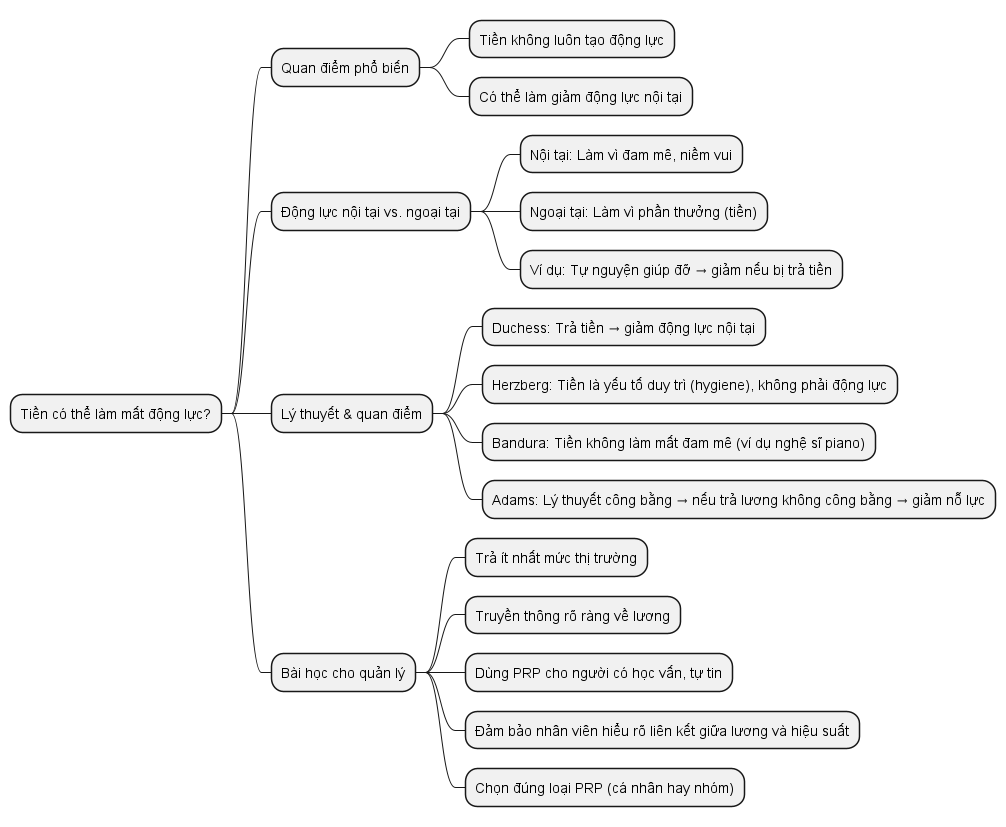 Tiền không luôn tạo động lực
Quan điểm phổ biến
Có thể làm giảm động lực nội tại
Nội tại: Làm vì đam mê, niềm vui
Động lực nội tại vs. ngoại tại
Ngoại tại: Làm vì phần thưởng (tiền)
Ví dụ: Tự nguyện giúp đỡ → giảm nếu bị trả tiền
Duchess: Trả tiền → giảm động lực nội tại
Herzberg: Tiền là yếu tố duy trì (hygiene), không phải động lực
Tiền có thể làm mất động lực?
Lý thuyết & quan điểm
Bandura: Tiền không làm mất đam mê (ví dụ nghệ sĩ piano)
Adams: Lý thuyết công bằng → nếu trả lương không công bằng → giảm nỗ lực
Trả ít nhất mức thị trường
Truyền thông rõ ràng về lương
Bài học cho quản lý
Dùng PRP cho người có học vấn, tự tin
Đảm bảo nhân viên hiểu rõ liên kết giữa lương và hiệu suất
Chọn đúng loại PRP (cá nhân hay nhóm)